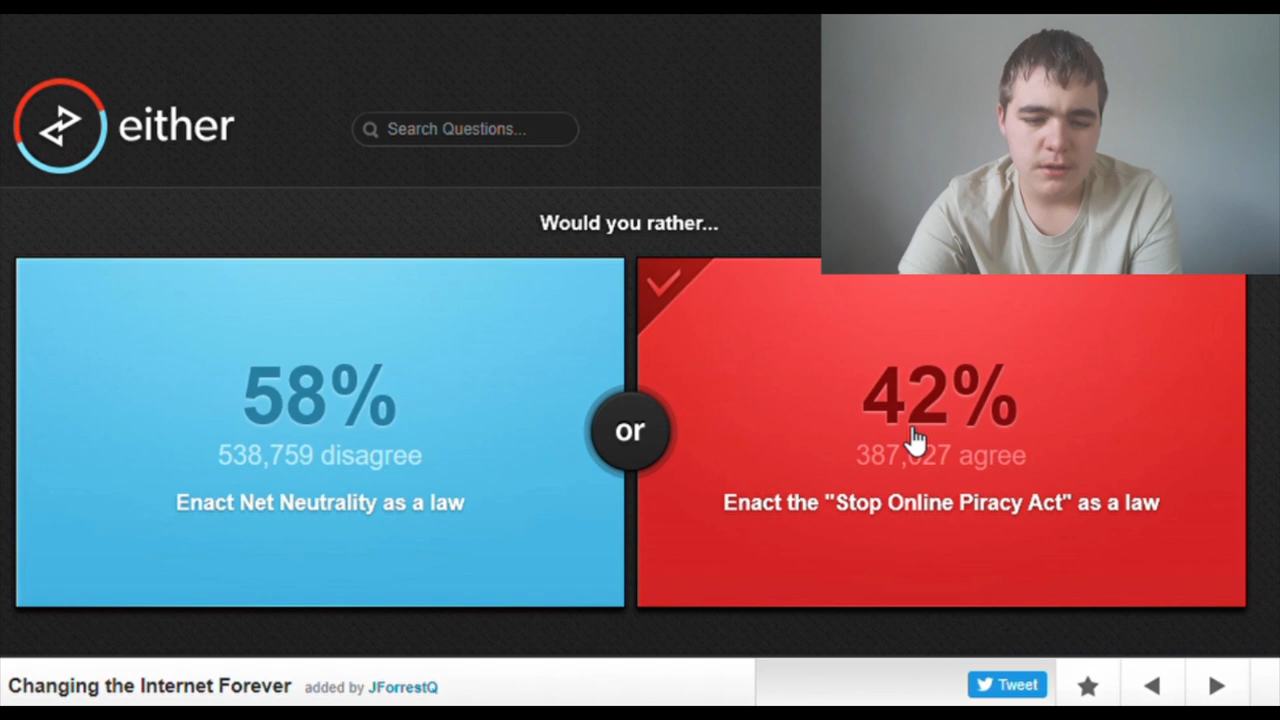 either
Search Questions...
Would you rather...
58%
538,759 disagree
Enact Net Neutrality as a law
or
42%
agree
Enact the "Stop Online Piracy Act" as a law
Changing the Internet Forever added by JForrestQ
Tweet